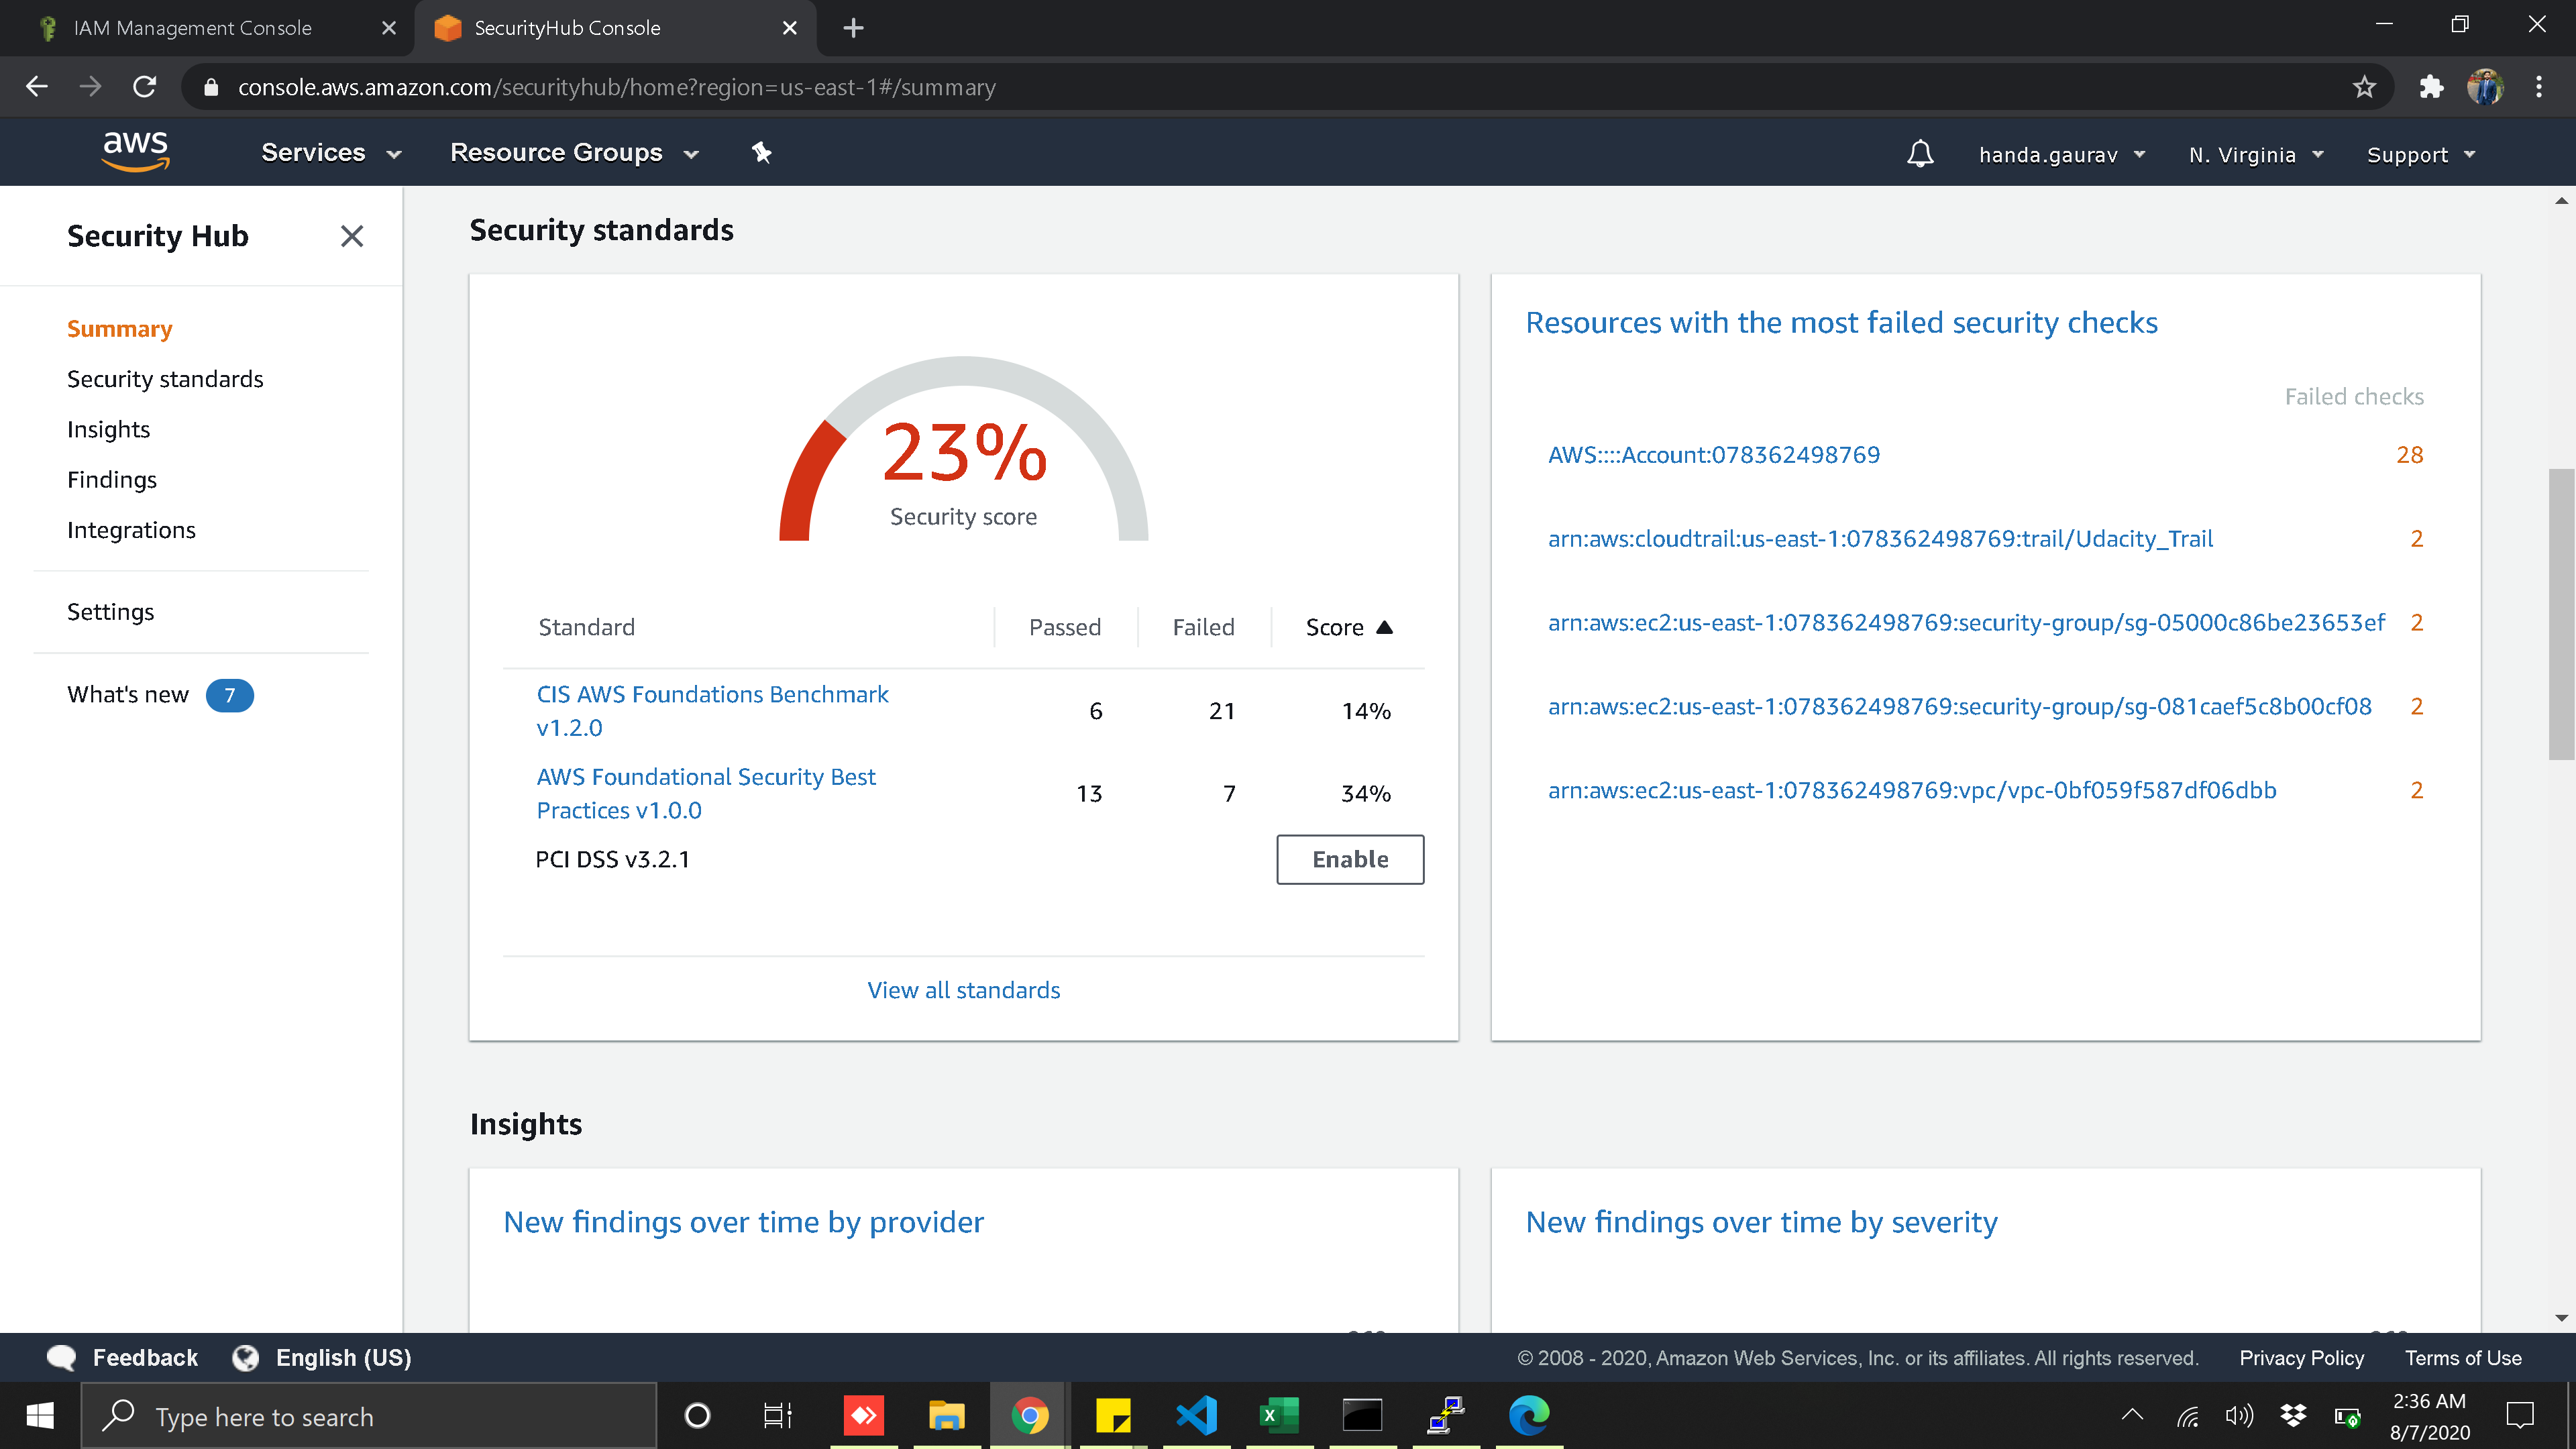 IAM Management Console
SecurityHub Console
console.aws.amazon.com/securityhub/home?region=us-east-1#/summary
aws
Services
Resource Groups
handa.gaurav
N. Virginia
Support
Security Hub
Summary
Security standards
Insights
Findings
Integrations
Settings
What's new 7
Security standards
23%
Security score
Standard Passed Failed Score
CIS AWS Foundations Benchmark
v1.2.0
6 21 14%
AWS Foundational Security Best
Practices v1.0.0
13 7 34%
PCI DSS v3.2.1
Enable
View all standards
Resources with the most failed security checks
Failed checks
AWS::::Account:078362498769 28
arn:aws:cloudtrail:us-east-1:078362498769:trail/Udacity_Trail 2
arn:aws:ec2:us-east-1:078362498769:security-group/sg-05000c86be23653ef 2
arn:aws:ec2:us-east-1:078362498769:security-group/sg-081caef5c8b00cf08 2
arn:aws:ec2:us-east-1:078362498769:vpc/vpc-0bf059f587df06dbb 2
Insights
New findings over time by provider
New findings over time by severity
Feedback
English (US)
© 2008 - 2020, Amazon Web Services, Inc. or its affiliates. All rights reserved.
Privacy Policy
Terms of Use
Type here to search
2:36 AM
8/7/2020